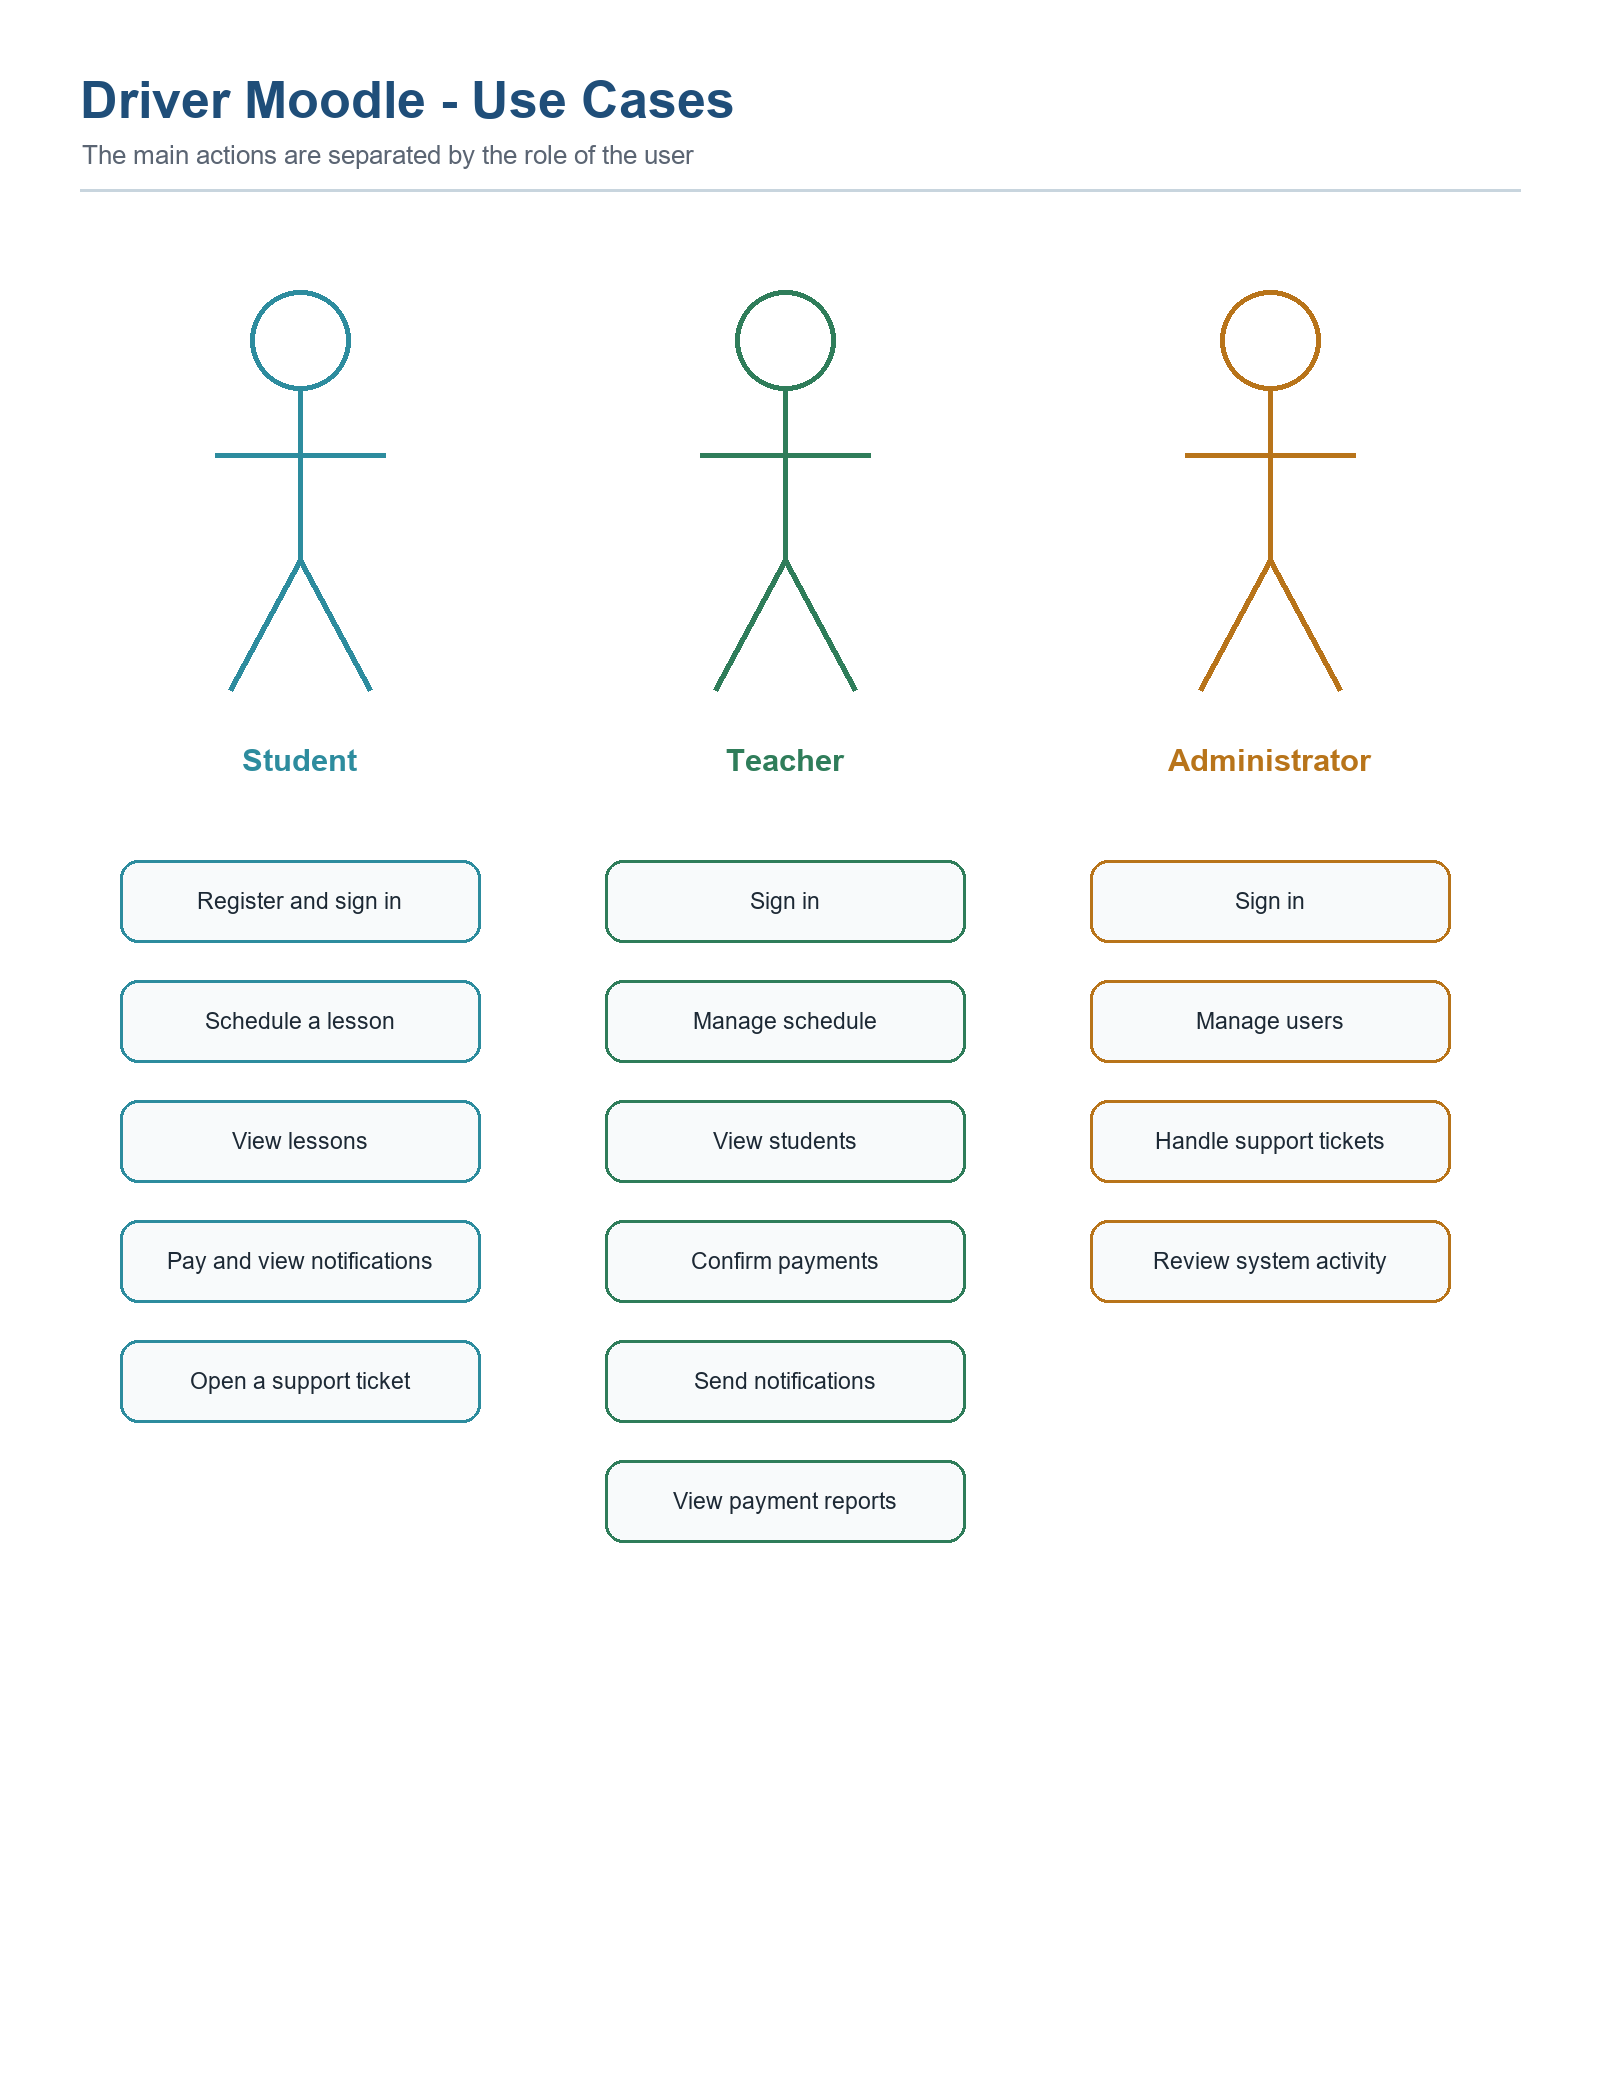 Driver Moodle - Use Cases
The main actions are separated by the role of the user
Student
Teacher
Administrator
Register and sign in
Sign in
Sign in
Schedule a lesson
Manage schedule
Manage users
View lessons
View students
Handle support tickets
Pay and view notifications
Confirm payments
Review system activity
Open a support ticket
Send notifications
View payment reports